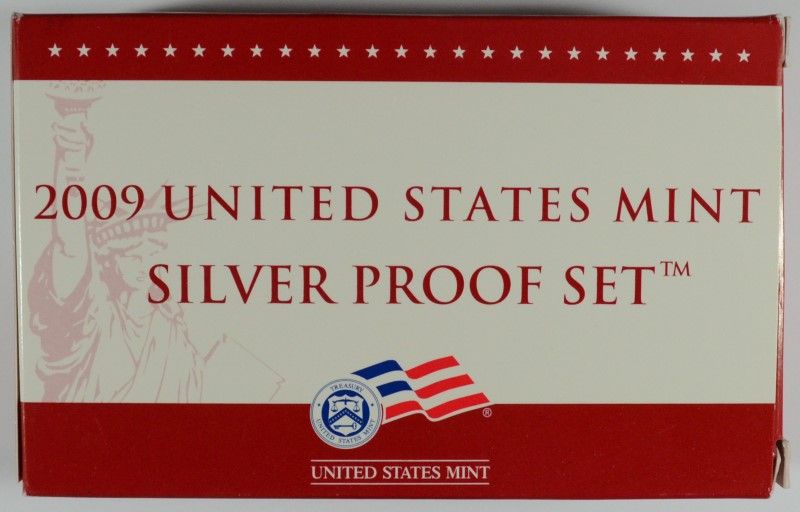 2009 UNITED STATES MINT
SILVER PROOF SET™
TREASURY
UNITED STATES MINT
®
UNITED STATES MINT